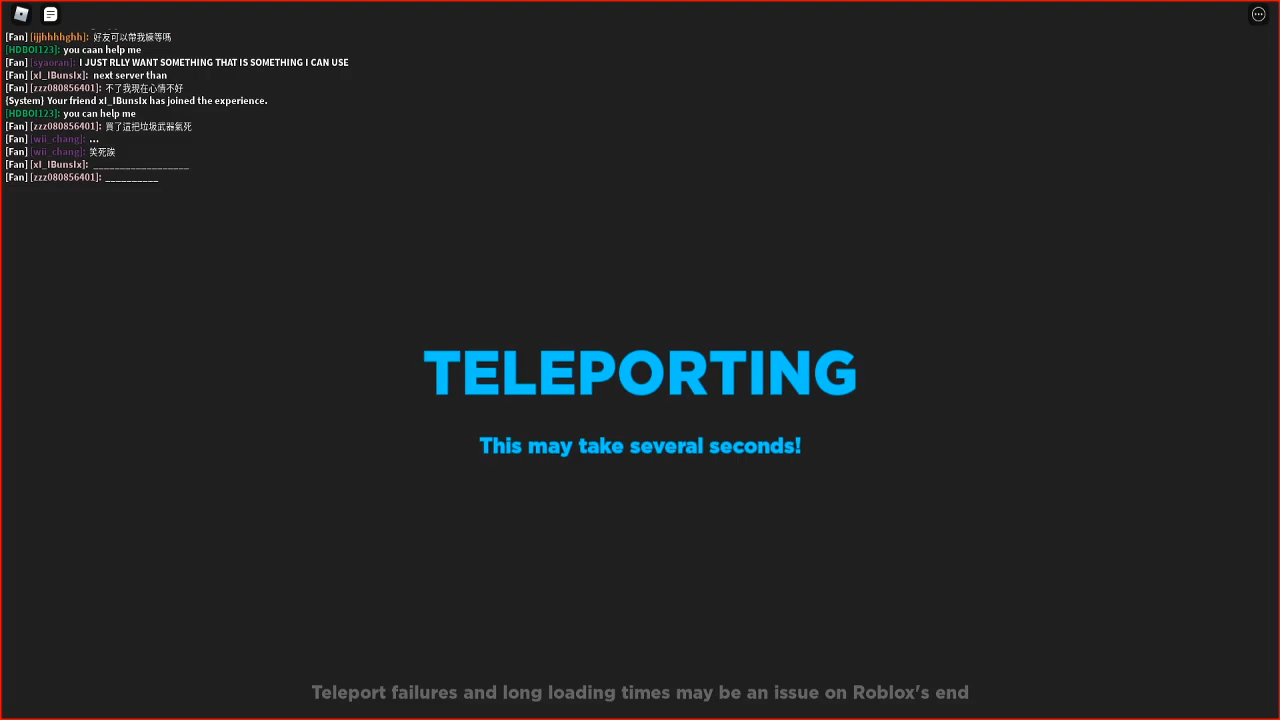 [Fan] [ijjhhhhghh]: 好友可以帶我練等嗎
[HDBOI123]: you caan help me
[Fan] [syaoran]: I JUST RLLY WANT SOMETHING THAT IS SOMETHING I CAN USE
[Fan] [xI_IBunsIx]: next server than
[Fan] [zzz080856401]: 不了我現在心情不好
{System} Your friend xI_IBunsIx has joined the experience.
[HDBOI123]: you can help me
[Fan] [zzz080856401]: 買了這把垃圾武器氣死
[Fan] [wii_chang]: ...
[Fan] [wii_chang]: 笑死誒
[Fan] [xI_IBunsIx]: __________________
[Fan] [zzz080856401]: __________
TELEPORTING
This may take several seconds!
Teleport failures and long loading times may be an issue on Roblox's end